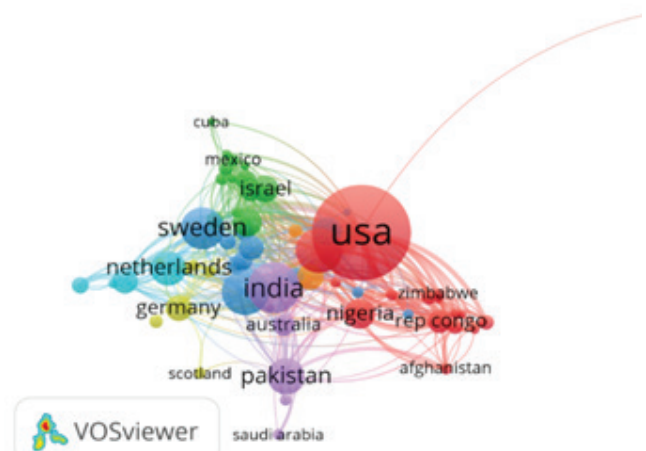 cuba
mexico
israel
sweden
usa
netherlands
india
zimbabwe
germany
nigeria
rep congo
australia
afghanistan
scotland
pakistan
VOSviewer
saudi arabia